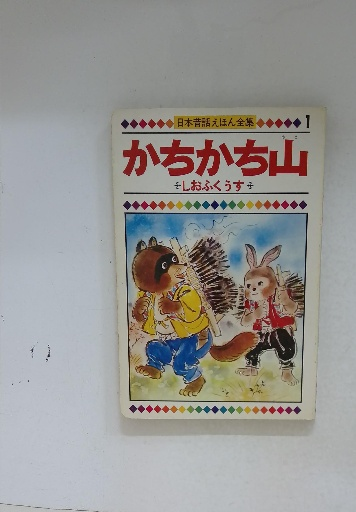 日本昔話えほん全集 1
かちかち山
しおふくうす